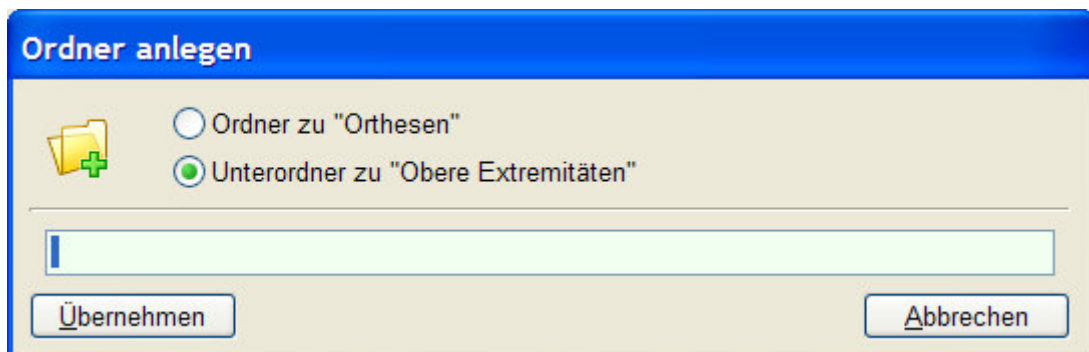 Ordner anlegen
Ordner zu "Orthesen"
Unterordner zu "Obere Extremitäten"
Übernehmen Abbrechen